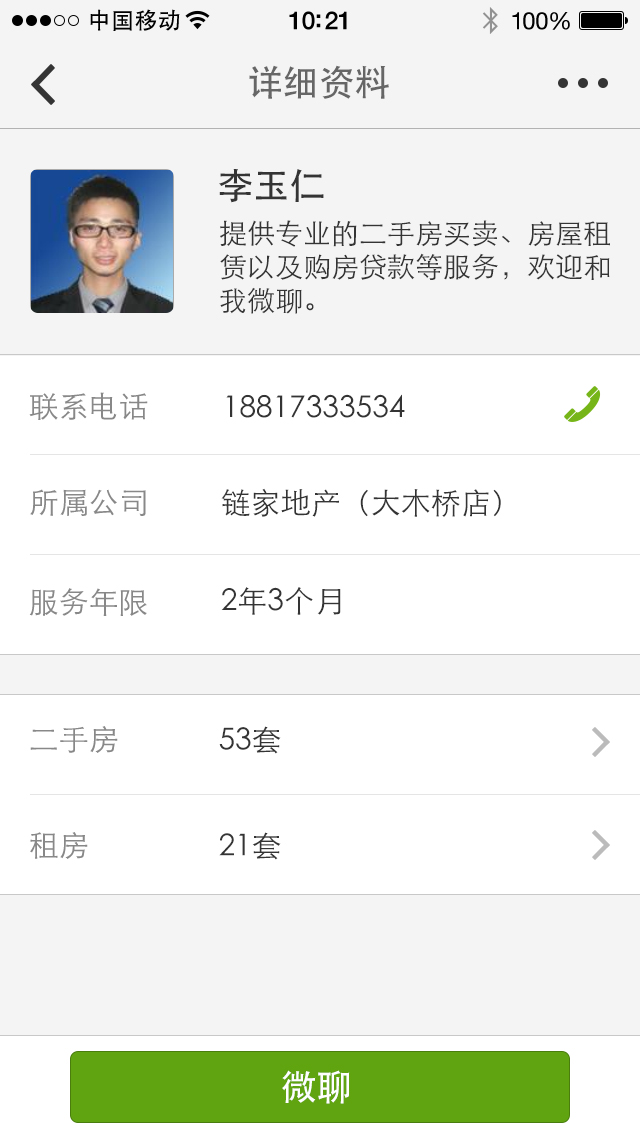 中国移动 10:21 100%
详细资料
李玉仁
提供专业的二手房买卖、房屋租
赁以及购房贷款等服务，欢迎和
我微聊。
联系电话 18817333534
所属公司 链家地产（大木桥店）
服务年限 2年3个月
二手房 53套
租房 21套
微聊